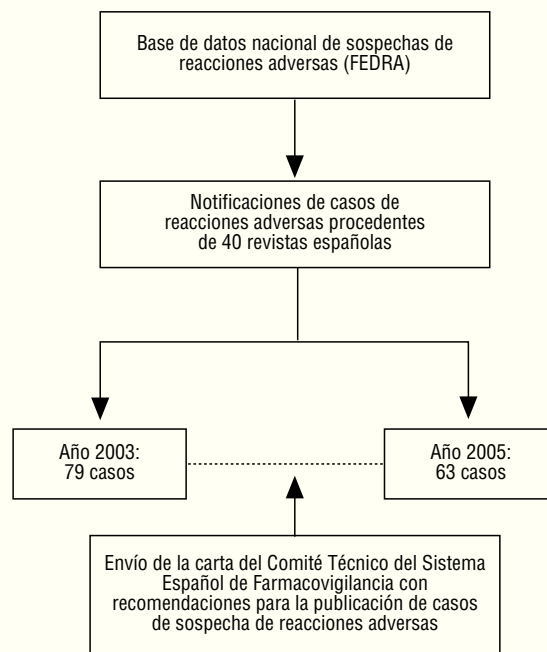 Base de datos nacional de sospechas de
reacciones adversas (FEDRA)
Notificaciones de casos de
reacciones adversas procedentes
de 40 revistas españolas
Año 2003:
79 casos
Año 2005:
63 casos
Envío de la carta del Comité Técnico del Sistema
Español de Farmacovigilancia con
recomendaciones para la publicación de casos
de sospecha de reacciones adversas